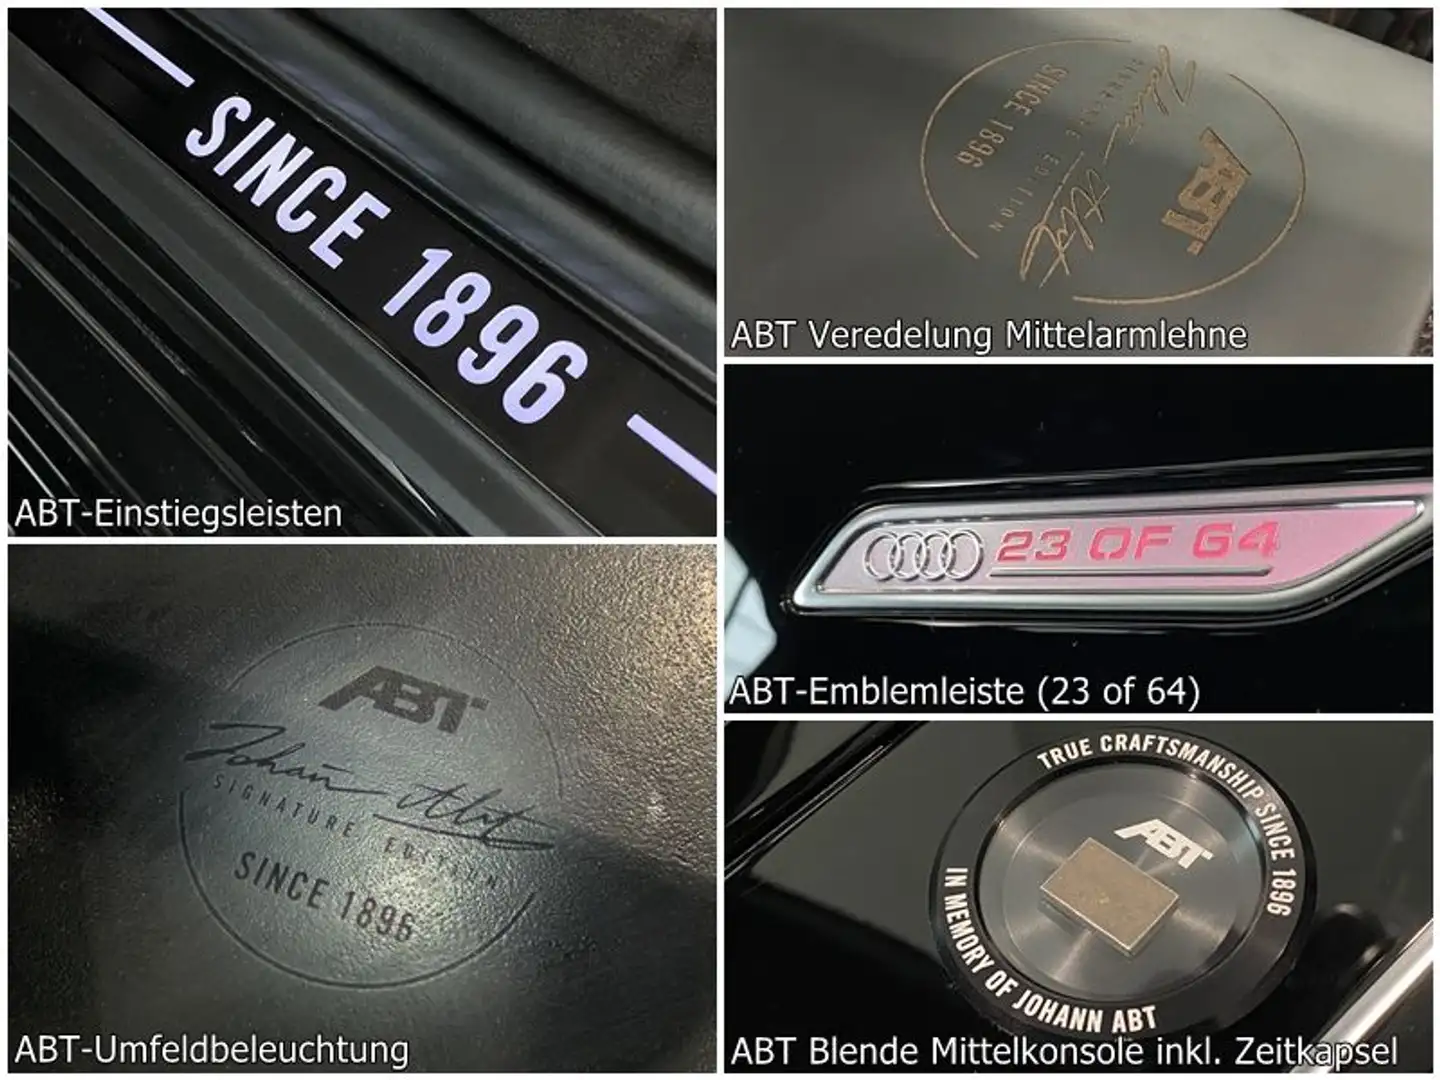 SINCE 1896
ABT-Einstiegsleisten
ABT
Johann Abt
SIGNATURE EDITION
SINCE 1896
ABT Veredelung Mittelarmlehne
23 OF 64
ABT-Emblemleiste (23 of 64)
ABT
Johann Abt
SIGNATURE EDITION
SINCE 1896
ABT-Umfeldbeleuchtung
TRUE CRAFTSMANSHIP SINCE 1896
ABT
IN MEMORY OF JOHANN ABT
ABT Blende Mittelkonsole inkl. Zeitkapsel